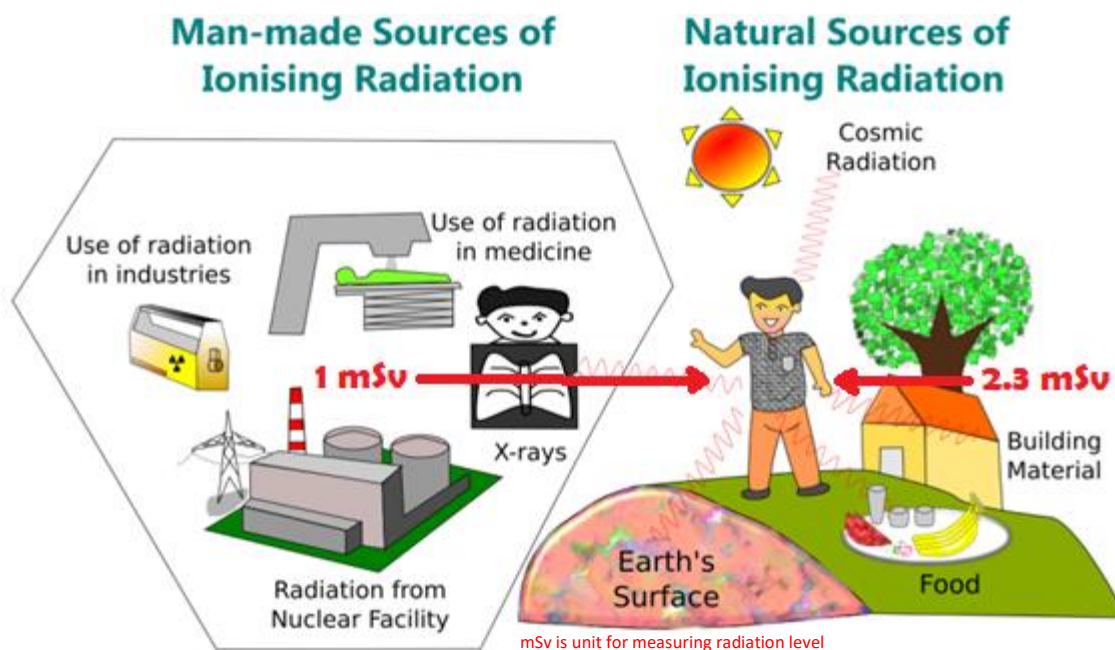 Man-made Sources of
Ionising Radiation
Natural Sources of
Ionising Radiation
Cosmic
Radiation
Use of radiation
in industries
Use of radiation
in medicine
1 mSv
2.3 mSv
X-rays
Building
Material
Earth's
Surface
Food
Radiation from
Nuclear Facility
mSv is unit for measuring radiation level